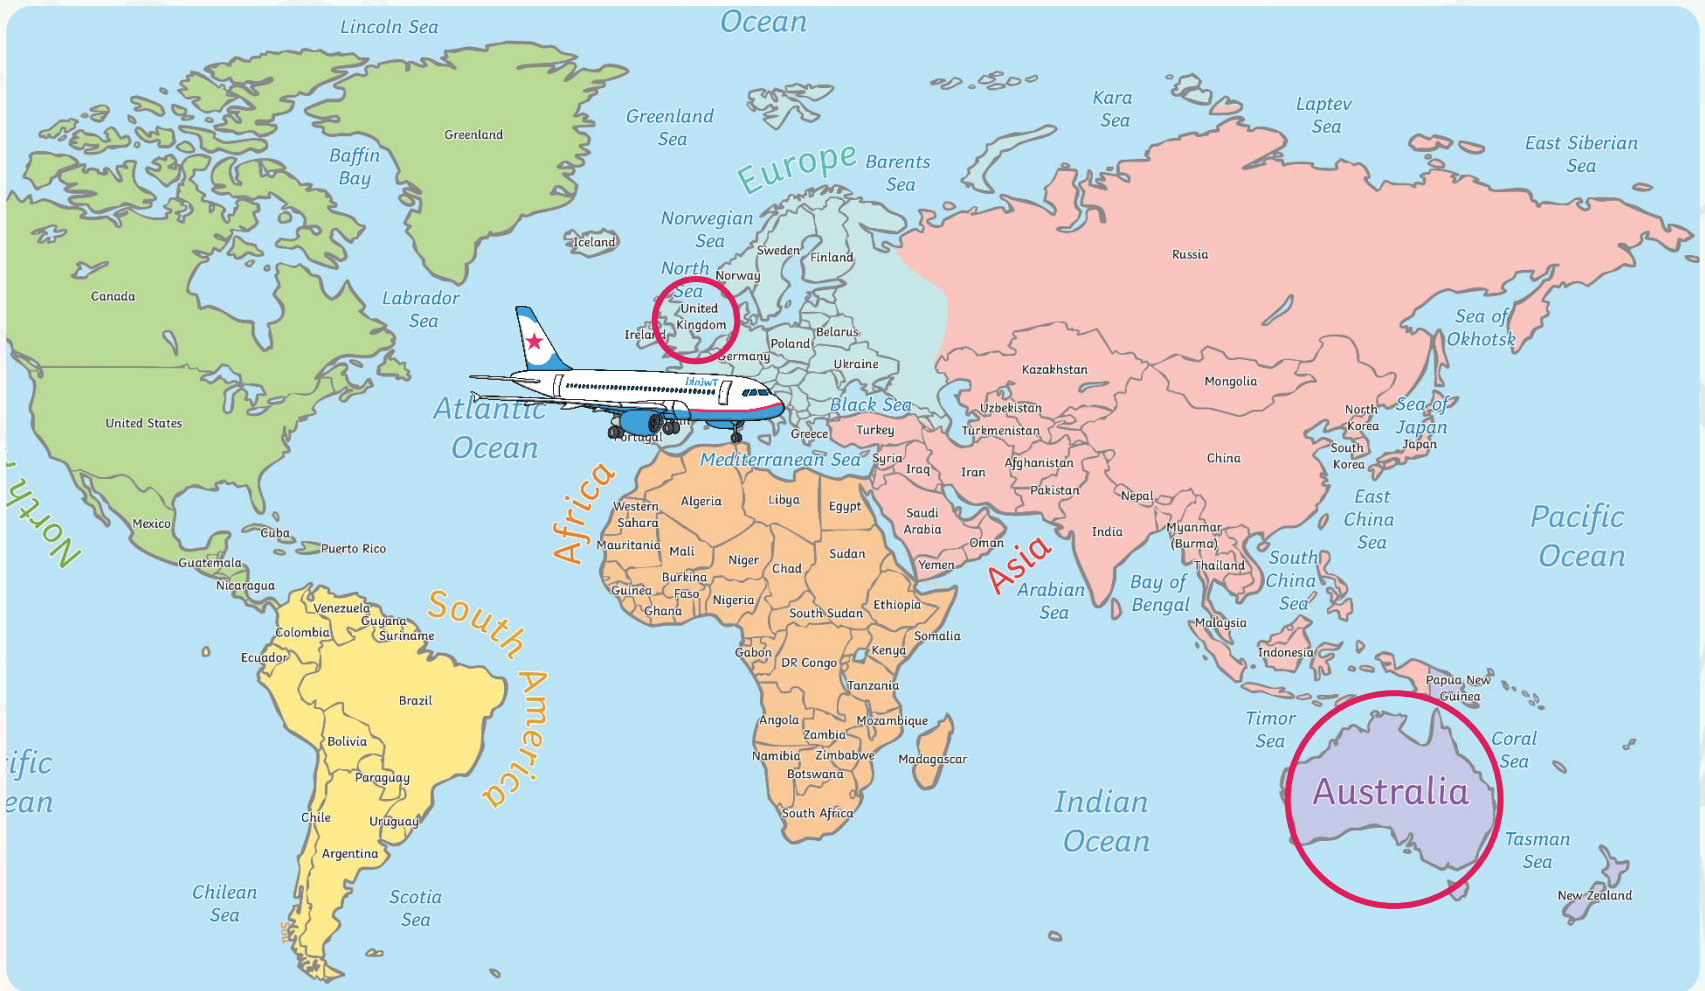 Lincoln Sea
Ocean
Greenland
Sea
Kara
Sea
Laptev
Sea
East Siberian
Sea
Greenland
Baffin
Bay
Europe
Barents
Sea
Norwegian
Sea
Iceland
Sweden
Finland
Norway
Russia
North
Sea
Canada
Labrador
Sea
United
Kingdom
Ireland
Belarus
Poland
Germany
Ukraine
Sea of
Okhotsk
Kazakhstan
Mongolia
Twinkl
Atlantic
Ocean
Black Sea
Uzbekistan
Turkmenistan
North
Korea
Sea of
Japan
United States
Portugal
Greece
Turkey
South
Korea
Japan
Mediterranean Sea
Syria
Iraq
Iran
Afghanistan
China
Pakistan
Nepal
Africa
Algeria
Libya
Egypt
Western
Sahara
Saudi
Arabia
East
China
Sea
Pacific
Ocean
North
Mexico
Cuba
Puerto Rico
Mauritania
Mali
Niger
Chad
Sudan
Oman
Yemen
Asia
India
Myanmar
(Burma)
Thailand
South
China
Sea
Guatemala
Nicaragua
Guinea
Burkina
Faso
Ghana
Nigeria
South Sudan
Ethiopia
Arabian
Sea
Bay of
Bengal
Venezuela
Guyana
Suriname
Colombia
Ecuador
South America
Gabon
DR Congo
Kenya
Somalia
Malaysia
Indonesia
Brazil
Tanzania
Papua New
Guinea
Bolivia
Angola
Zambia
Mozambique
Timor
Sea
Coral
Sea
ific
ean
Paraguay
Namibia
Zimbabwe
Botswana
Madagascar
Australia
Chile
Uruguay
Argentina
South Africa
Indian
Ocean
Tasman
Sea
Chilean
Sea
Scotia
Sea
New Zealand